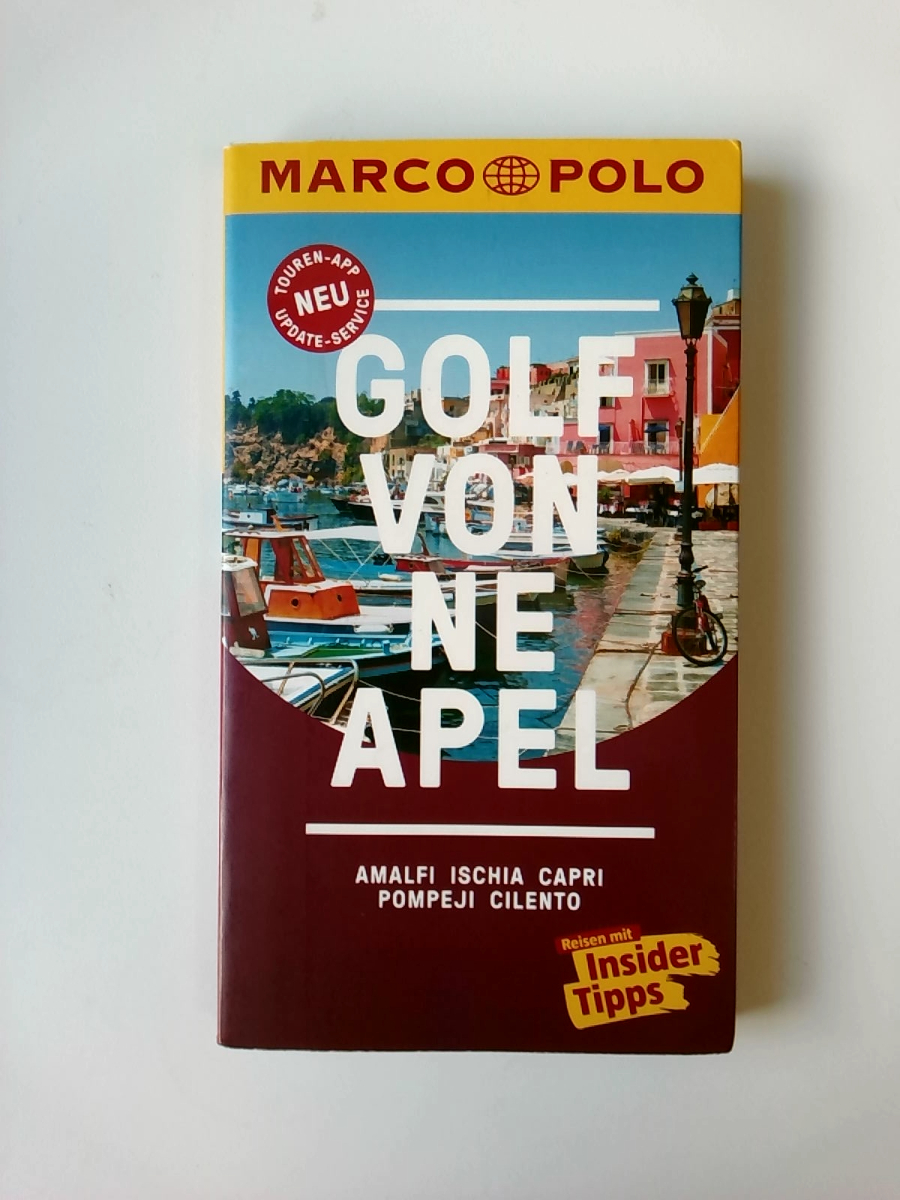 MARCO POLO
TOUREN-APP
NEU
UPDATE-SERVICE
GOLF
VON
NE
APEL
AMALFI ISCHIA CAPRI
POMPEJI CILENTO
Reisen mit
Insider
Tipps